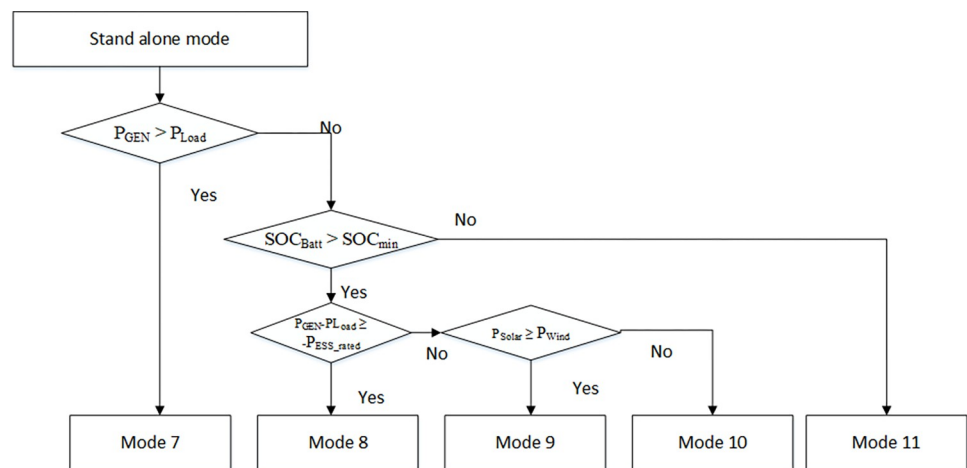 Stand alone mode
P_GEN > P_Load
No
Yes
SOC_Batt > SOC_min
No
Yes
P_GEN-PLoad ≥
-P_ESS_rated
No
Yes
P_Solar ≥ P_Wind
No
Yes
Mode 7
Mode 8
Mode 9
Mode 10
Mode 11